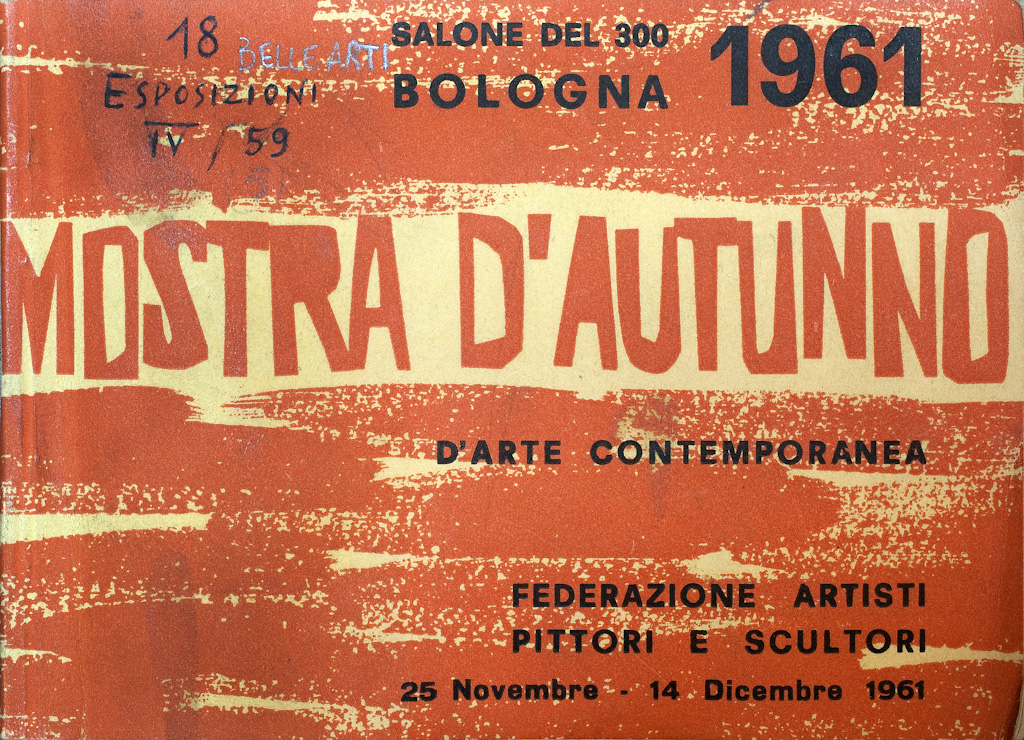 18 BELLE ARTI
ESPOSIZIONI
IV / 59
SALONE DEL 300
BOLOGNA
1961
MOSTRA D'AUTUNNO
D'ARTE CONTEMPORANEA
FEDERAZIONE ARTISTI
PITTORI E SCULTORI
25 Novembre - 14 Dicembre 1961